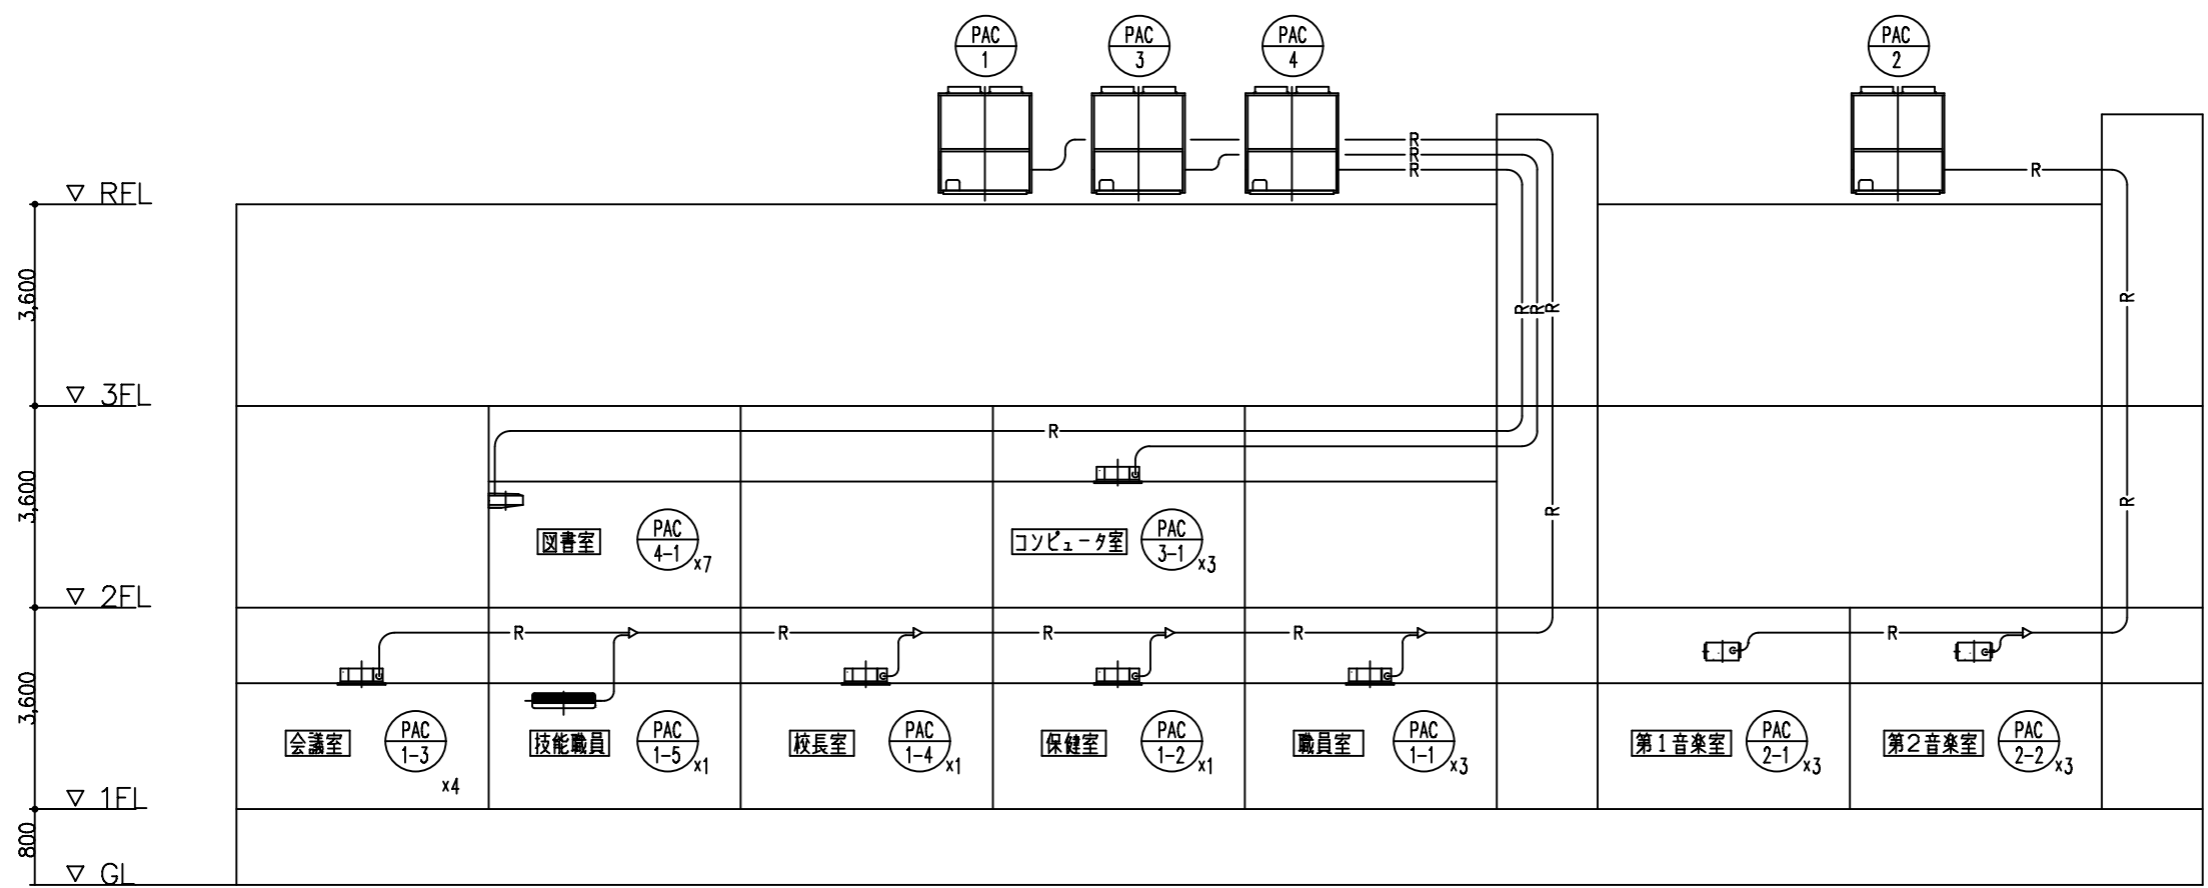 PAC
1
PAC
3
PAC
4
PAC
2
R
R
R
R
▽ RFL
3,600
R
R
R
R
▽ 3FL
R
3,600
R
R
図書室
PAC
4-1
x7
コンピュータ室
PAC
3-1
x3
▽ 2FL
R
R
R
R
R
3,600
会議室
PAC
1-3
x4
技能職員
PAC
1-5
x1
校長室
PAC
1-4
x1
保健室
PAC
1-2
x1
職員室
PAC
1-1
x3
第1音楽室
PAC
2-1
x3
第2音楽室
PAC
2-2
x3
▽ 1FL
800
▽ GL